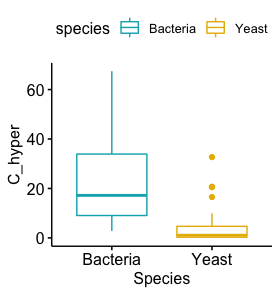 species Bacteria Yeast
C_hyper
60
40
20
0
Bacteria Yeast
Species